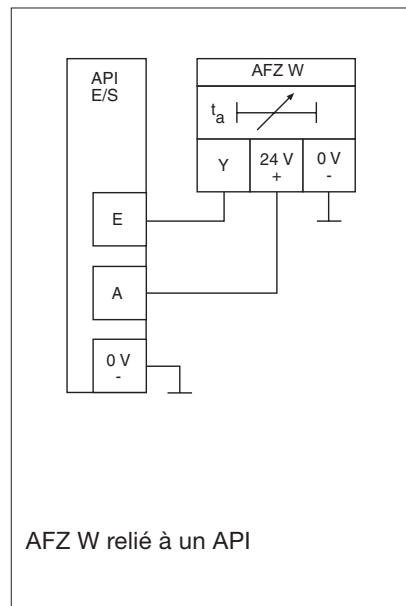 API
E/S
E
A
0 V
-
AFZ W
ta
Y
24 V
+
0 V
-
AFZ W relié à un API